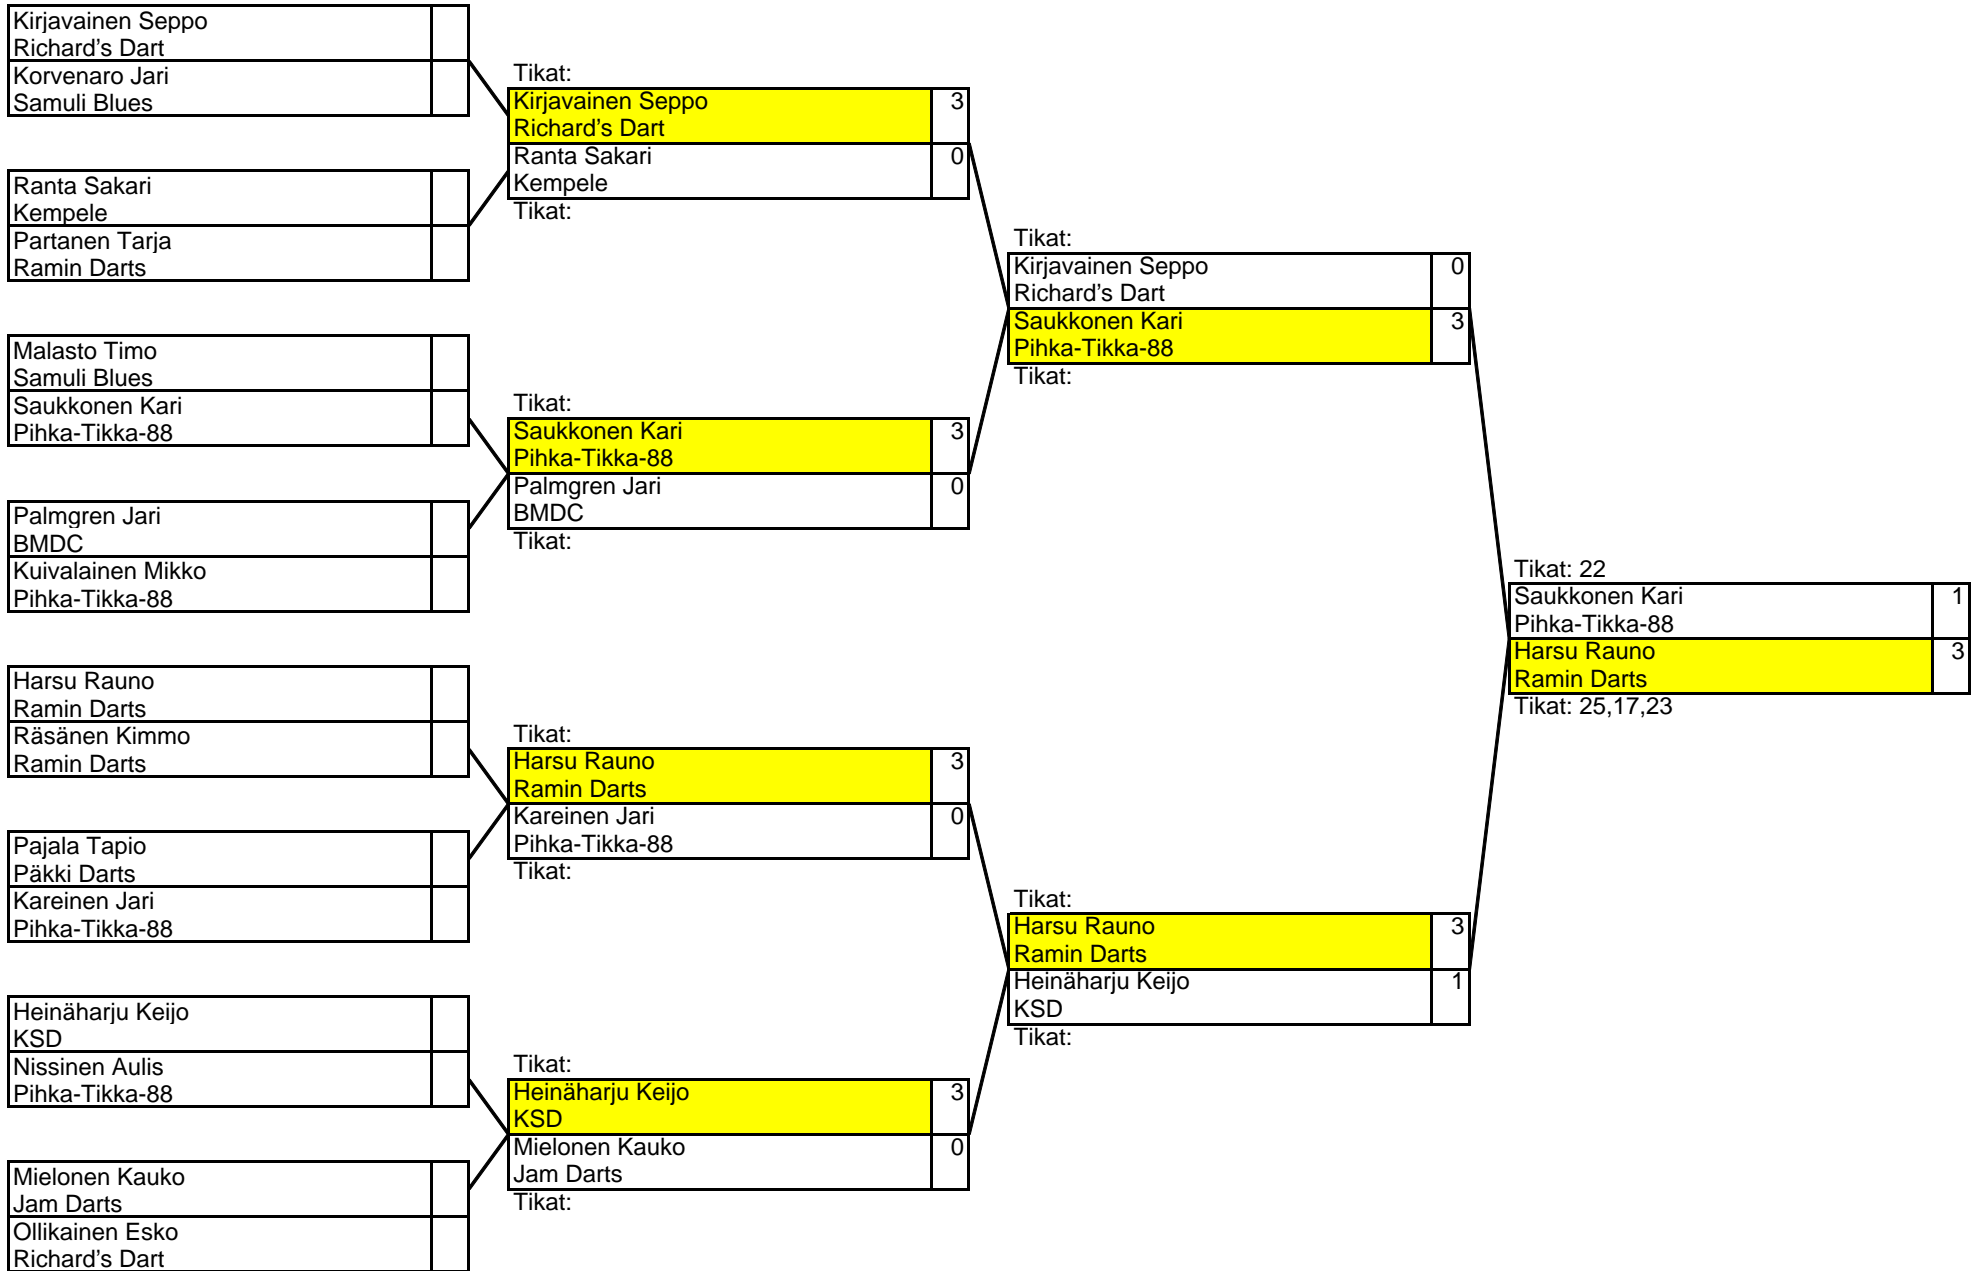 Kirjavainen Seppo
Richard's Dart
Korvenaro Jari
Samuli Blues
Ranta Sakari
Kempele
Partanen Tarja
Ramin Darts
Malasto Timo
Samuli Blues
Saukkonen Kari
Pihka-Tikka-88
Palmgren Jari
BMDC
Kuivalainen Mikko
Pihka-Tikka-88
Harsu Rauno
Ramin Darts
Räsänen Kimmo
Ramin Darts
Pajala Tapio
Päkki Darts
Kareinen Jari
Pihka-Tikka-88
Heinäharju Keijo
KSD
Nissinen Aulis
Pihka-Tikka-88
Mielonen Kauko
Jam Darts
Ollikainen Esko
Richard's Dart
Tikat:
Kirjavainen Seppo 3
Richard's Dart
Ranta Sakari 0
Kempele
Tikat:
Tikat:
Saukkonen Kari 3
Pihka-Tikka-88
Palmgren Jari 0
BMDC
Tikat:
Tikat:
Harsu Rauno 3
Ramin Darts
Kareinen Jari 0
Pihka-Tikka-88
Tikat:
Tikat:
Heinäharju Keijo 3
KSD
Mielonen Kauko 0
Jam Darts
Tikat:
Tikat:
Kirjavainen Seppo 0
Richard's Dart
Saukkonen Kari 3
Pihka-Tikka-88
Tikat:
Tikat:
Harsu Rauno 3
Ramin Darts
Heinäharju Keijo 1
KSD
Tikat:
Tikat: 22
Saukkonen Kari 1
Pihka-Tikka-88
Harsu Rauno 3
Ramin Darts
Tikat: 25,17,23